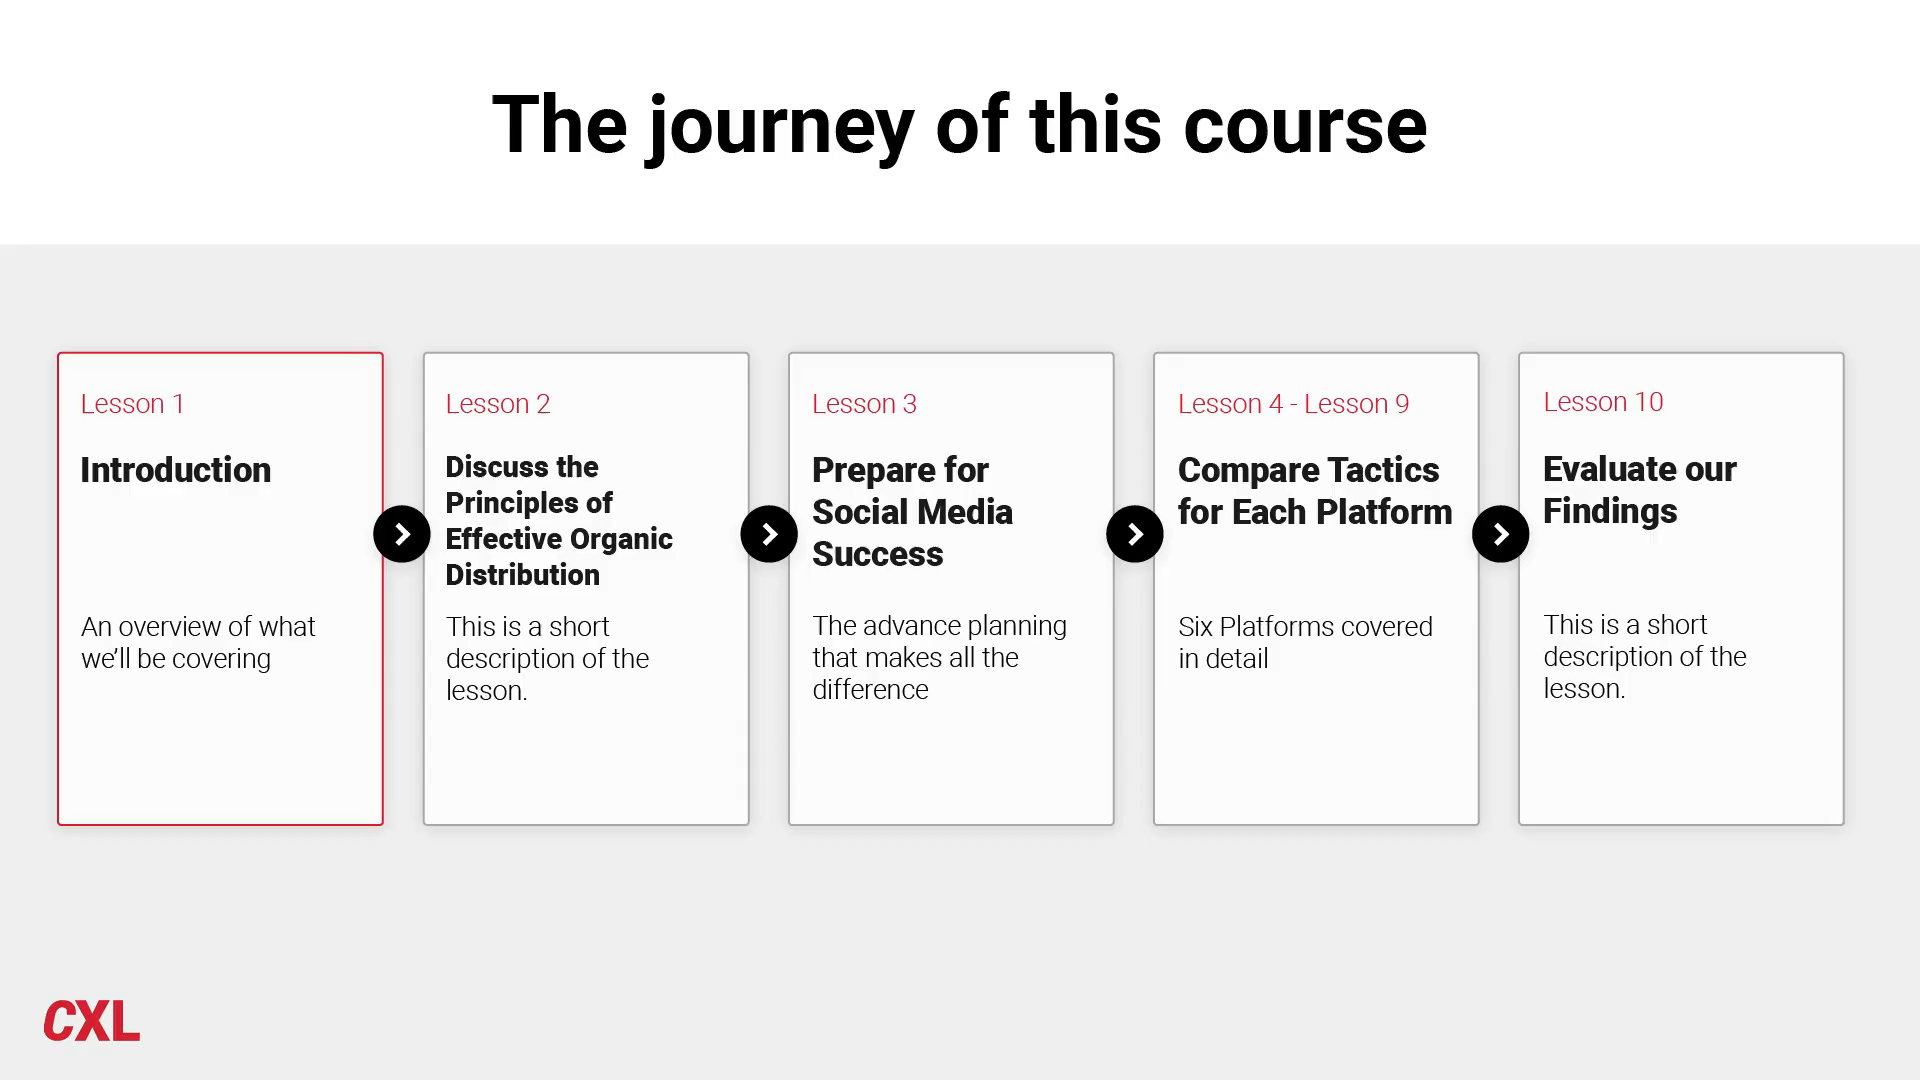 The journey of this course
Lesson 1
Introduction
An overview of what
we’ll be covering
Lesson 2
Discuss the
Principles of
Effective Organic
Distribution
This is a short
description of the
lesson.
Lesson 3
Prepare for
Social Media
Success
The advance planning
that makes all the
difference
Lesson 4 - Lesson 9
Compare Tactics
for Each Platform
Six Platforms covered
in detail
Lesson 10
Evaluate our
Findings
This is a short
description of the
lesson.
CXL